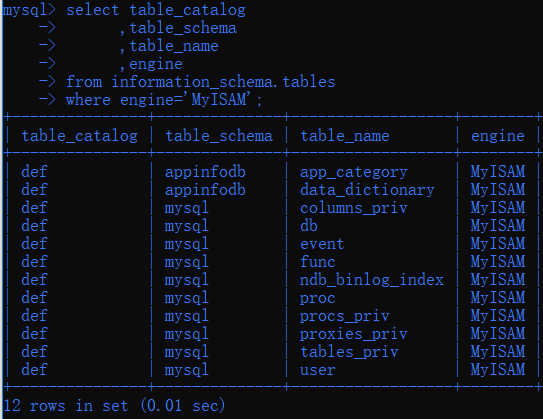 mysql> select table_catalog
    -> ,table_schema
    -> ,table_name
    -> ,engine
    -> from information_schema.tables
    -> where engine='MyISAM';
+---------------+--------------+------------------+--------+
| table_catalog | table_schema | table_name       | engine |
+---------------+--------------+------------------+--------+
| def           | appinfodb    | app_category     | MyISAM |
| def           | appinfodb    | data_dictionary  | MyISAM |
| def           | mysql        | columns_priv     | MyISAM |
| def           | mysql        | db               | MyISAM |
| def           | mysql        | event            | MyISAM |
| def           | mysql        | func             | MyISAM |
| def           | mysql        | ndb_binlog_index | MyISAM |
| def           | mysql        | proc             | MyISAM |
| def           | mysql        | procs_priv       | MyISAM |
| def           | mysql        | proxies_priv     | MyISAM |
| def           | mysql        | tables_priv      | MyISAM |
| def           | mysql        | user             | MyISAM |
+---------------+--------------+------------------+--------+
12 rows in set (0.01 sec)